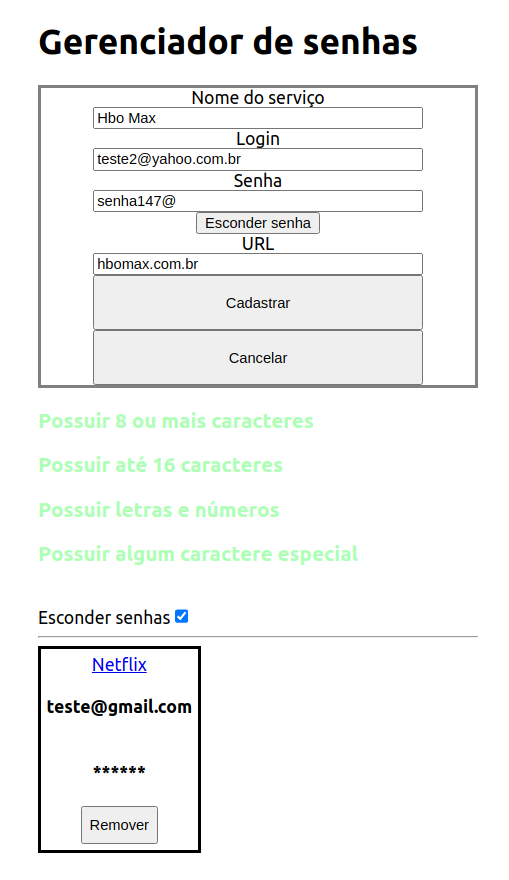 Gerenciador de senhas
Nome do serviço
Hbo Max
Login
teste2@yahoo.com.br
Senha
senha147@
Esconder senha
URL
hbomax.com.br
Cadastrar
Cancelar
Possuir 8 ou mais caracteres
Possuir até 16 caracteres
Possuir letras e números
Possuir algum caractere especial
Esconder senhas
Netflix
teste@gmail.com
******
Remover